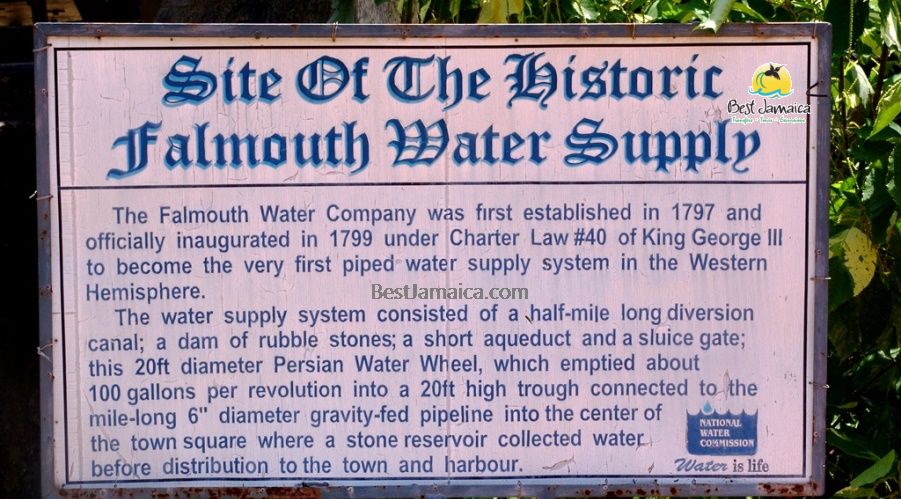 Site Of The Historic
Falmouth Water Supply
Best Jamaica
The Falmouth Water Company was first established in 1797 and
officially inaugurated in 1799 under Charter Law #40 of King George III
to become the very first piped water supply system in the Western
Hemisphere.
BestJamaica.com
The water supply system consisted of a half-mile long diversion
canal; a dam of rubble stones; a short aqueduct and a sluice gate;
this 20ft diameter Persian Water Wheel, which emptied about
100 gallons per revolution into a 20ft high trough connected to the
mile-long 6" diameter gravity-fed pipeline into the center of
the town square where a stone reservoir collected water
before distribution to the town and harbour.
NATIONAL
WATER
COMMISSION
Water is life